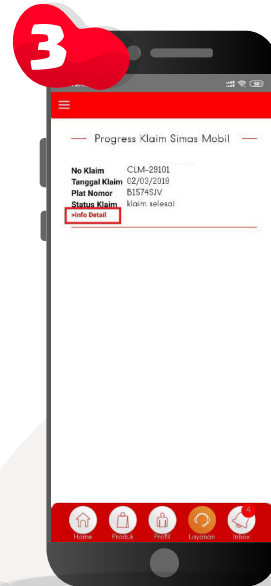 3
Progress Klaim Simas Mobil
No Klaim CLM-29101
Tanggal Klaim 02/03/2018
Plat Nomor B1574SJV
Status Klaim klaim selesai
>Info Detail
4
Home Produk Profil Layanan Inbox